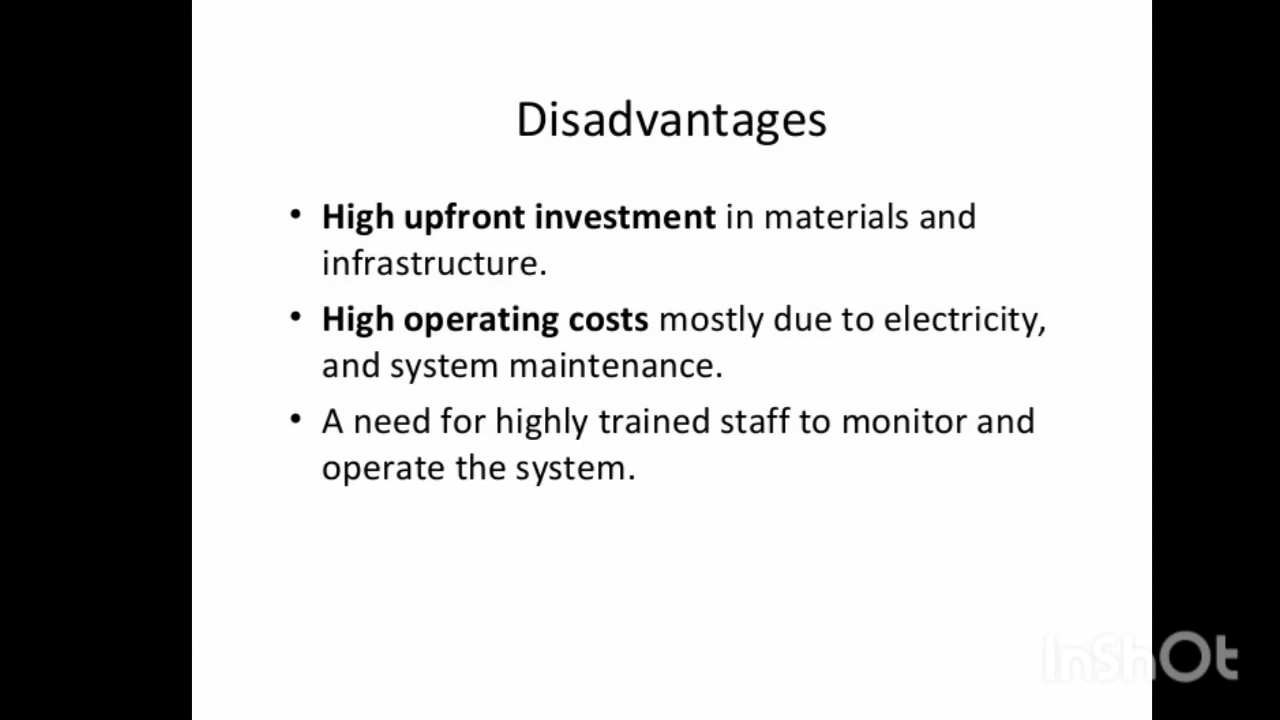 Disadvantages
• High upfront investment in materials and
infrastructure.
• High operating costs mostly due to electricity,
and system maintenance.
• A need for highly trained staff to monitor and
operate the system.
InShOt